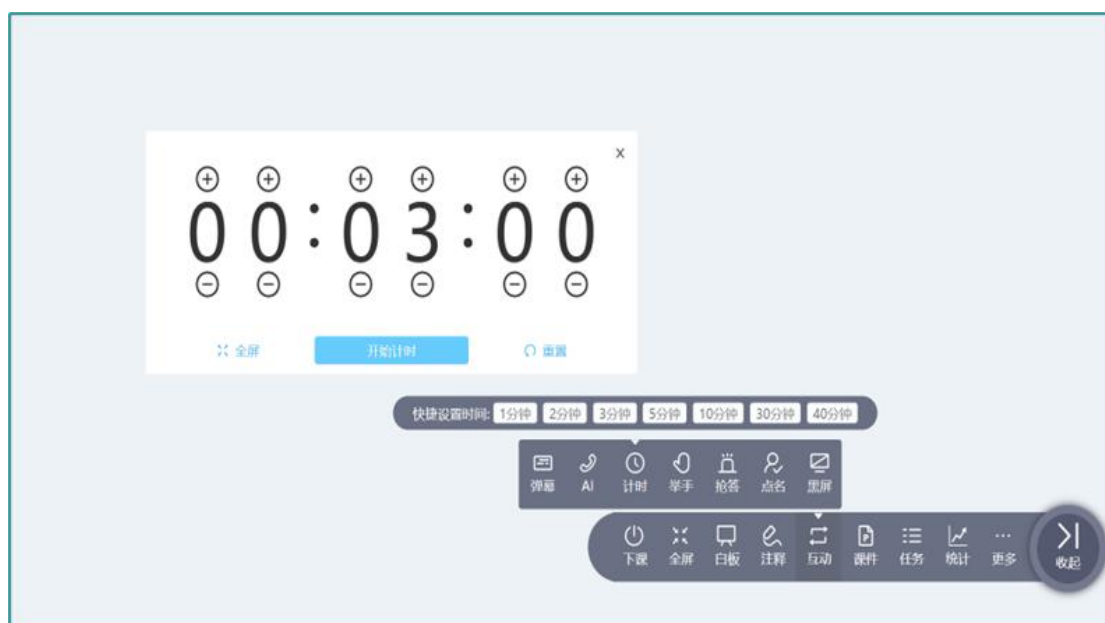 X
00:03:00
全屏 开始计时 重置
快捷设置时间: 1分钟 2分钟 3分钟 5分钟 10分钟 30分钟 40分钟
弹幕 AI 计时 举手 抢答 点名 黑屏
下课 全屏 白板 注释 互动 课件 任务 统计 更多 收起